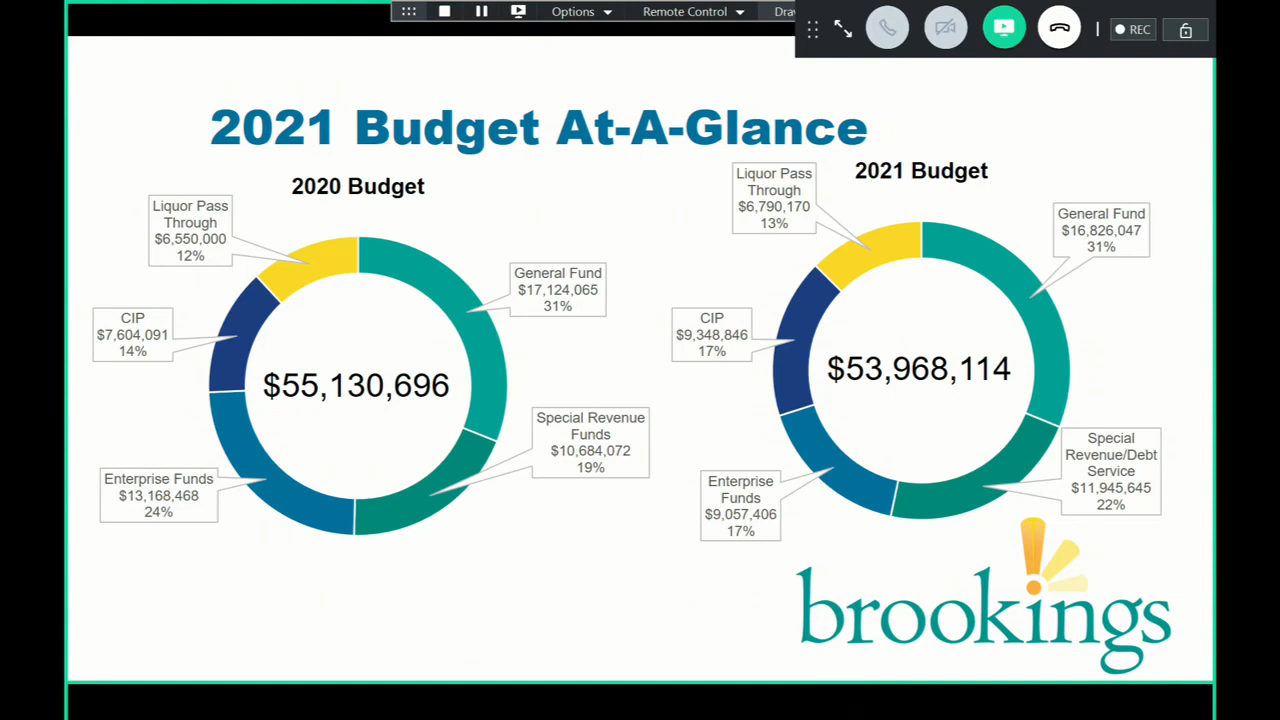 Options
Remote Control
REC
2021 Budget At-A-Glance
2020 Budget
Liquor Pass
Through
$6,550,000
12%
General Fund
$17,124,065
31%
CIP
$7,604,091
14%
$55,130,696
Special Revenue
Funds
$10,684,072
19%
Enterprise Funds
$13,168,468
24%
2021 Budget
Liquor Pass
Through
$6,790,170
13%
General Fund
$16,826,047
31%
CIP
$9,348,846
17%
$53,968,114
Special
Revenue/Debt
Service
$11,945,645
22%
Enterprise
Funds
$9,057,406
17%
brookings